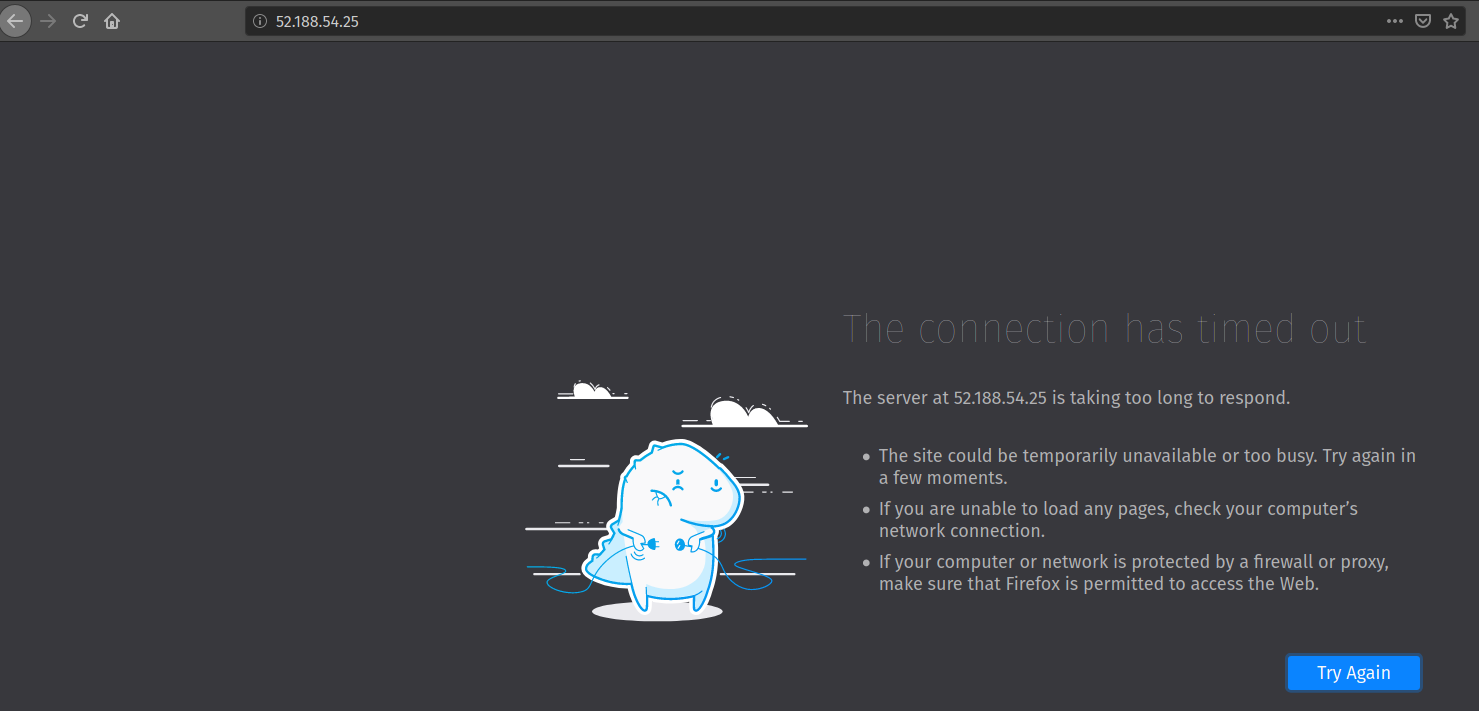 52.188.54.25
The connection has timed out
The server at 52.188.54.25 is taking too long to respond.
The site could be temporarily unavailable or too busy. Try again in
a few moments.
If you are unable to load any pages, check your computer’s
network connection.
If your computer or network is protected by a firewall or proxy,
make sure that Firefox is permitted to access the Web.
Try Again